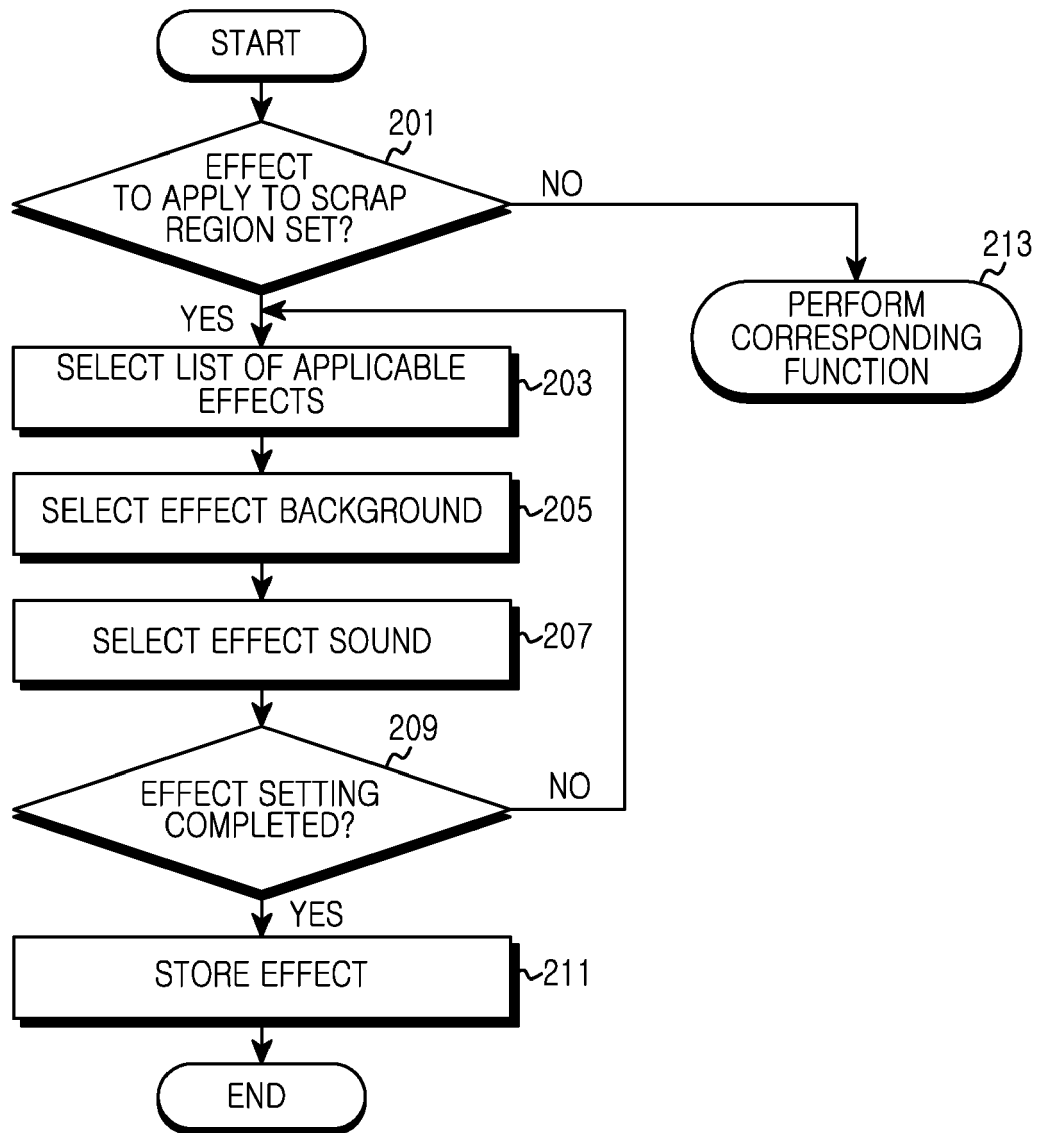 START
201
EFFECT
TO APPLY TO SCRAP
REGION SET?
NO
213
PERFORM
CORRESPONDING
FUNCTION
YES
SELECT LIST OF APPLICABLE
EFFECTS
203
SELECT EFFECT BACKGROUND
205
SELECT EFFECT SOUND
207
209
EFFECT SETTING
COMPLETED?
NO
YES
STORE EFFECT
211
END